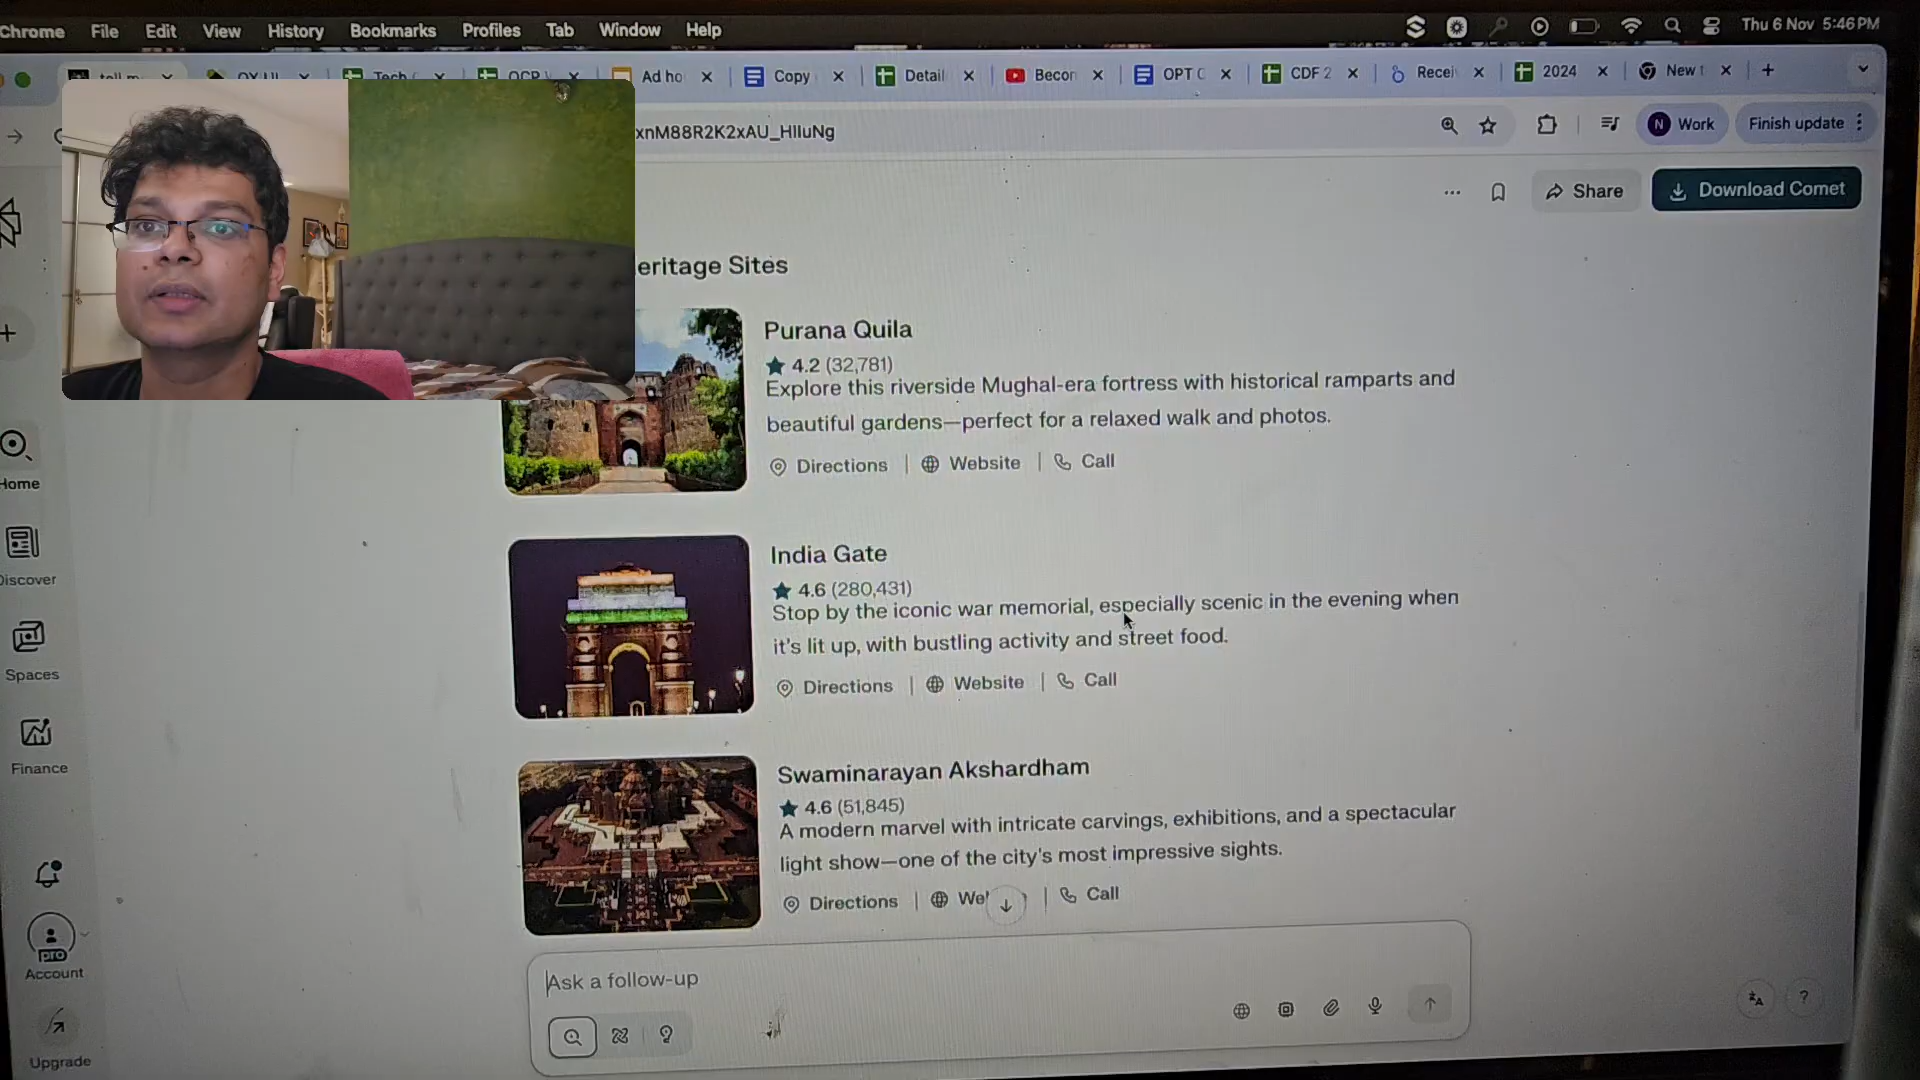 Chrome File Edit View History Bookmarks Profiles Tab Window Help Thu 6 Nov 5:46 PM
Ad ho Copy Detail Becon OPT C CDF 2 Recei 2024 New t
xnM88R2K2xAU_HlluNg N Work Finish update
Share Download Comet
eritage Sites
Purana Quila
4.2 (32,781)
Explore this riverside Mughal-era fortress with historical ramparts and
beautiful gardens—perfect for a relaxed walk and photos.
Directions | Website | Call
Home
India Gate
4.6 (280,431)
Stop by the iconic war memorial, especially scenic in the evening when
it's lit up, with bustling activity and street food.
Directions | Website | Call
Discover
Spaces
Finance
Swaminarayan Akshardham
4.6 (51,845)
A modern marvel with intricate carvings, exhibitions, and a spectacular
light show—one of the city's most impressive sights.
Directions | We | Call
pro
Account
Upgrade
Ask a follow-up